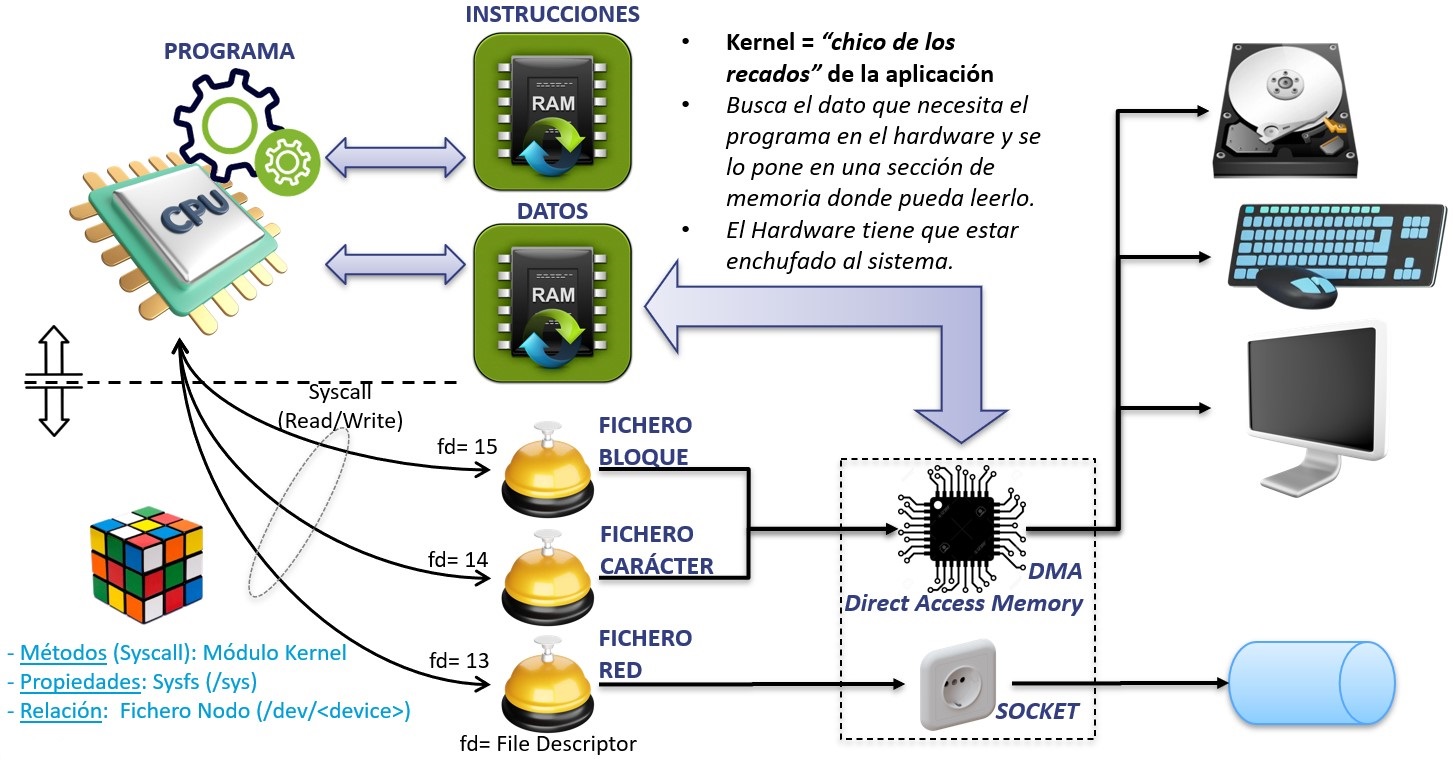 INSTRUCCIONES
PROGRAMA
RAM
CPU
DATOS
RAM
• Kernel = “chico de los
recados” de la aplicación
• Busca el dato que necesita el
programa en el hardware y se
lo pone en una sección de
memoria donde pueda leerlo.
• El Hardware tiene que estar
enchufado al sistema.
Syscall
(Read/Write)
fd= 15
FICHERO
BLOQUE
fd= 14
FICHERO
CARÁCTER
fd= 13
FICHERO
RED
fd= File Descriptor
DMA
Direct Access Memory
SOCKET
- Métodos (Syscall): Módulo Kernel
- Propiedades: Sysfs (/sys)
- Relación: Fichero Nodo (/dev/<device>)